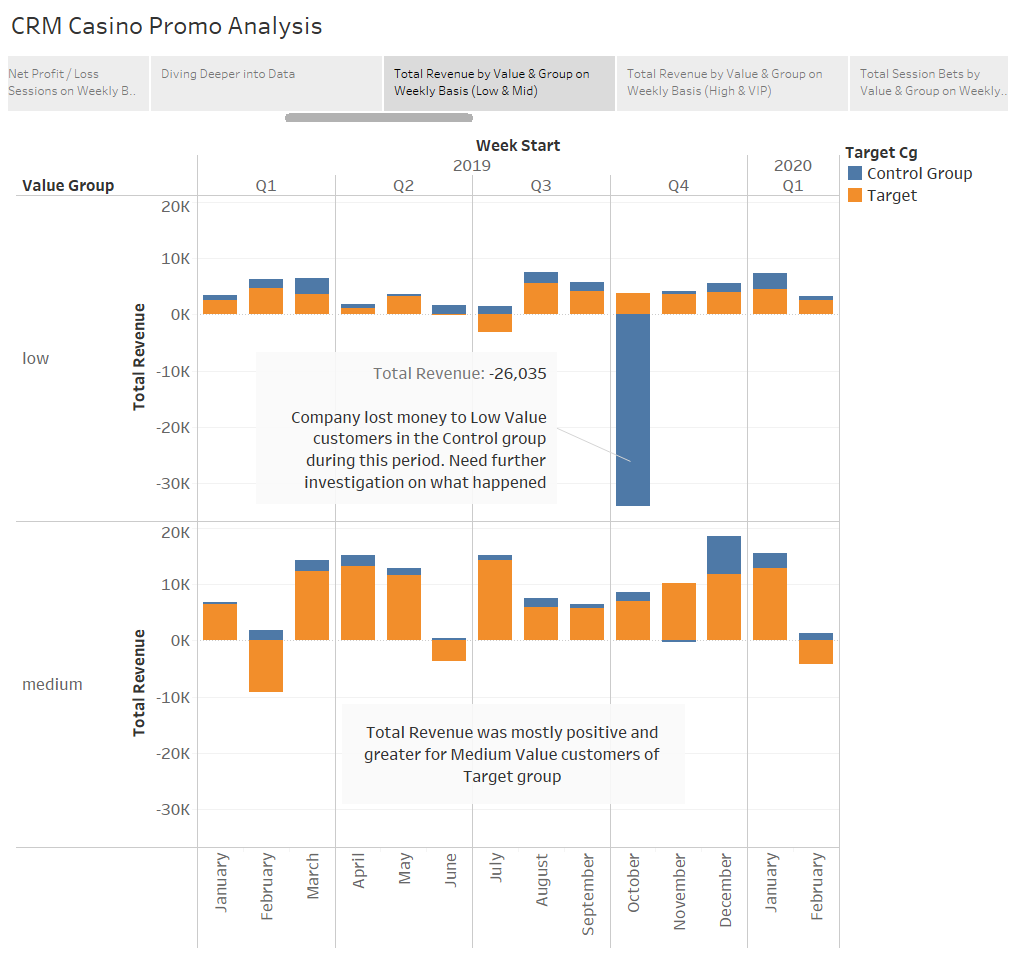 CRM Casino Promo Analysis
Net Profit / Loss
Sessions on Weekly B..
Diving Deeper into Data
Total Revenue by Value & Group on
Weekly Basis (Low & Mid)
Total Revenue by Value & Group on
Weekly Basis (High & VIP)
Total Session Bets by
Value & Group on Weekly..
Week Start
2019
2020
Value Group
Q1
Q2
Q3
Q4
Q1
Target Cg
Control Group
Target
low
Total Revenue
20K
10K
0K
-10K
-20K
-30K
Total Revenue: -26,035
Company lost money to Low Value
customers in the Control group
during this period. Need further
investigation on what happened
medium
Total Revenue
20K
10K
0K
-10K
-20K
-30K
Total Revenue was mostly positive and
greater for Medium Value customers of
Target group
January
February
March
April
May
June
July
August
September
October
November
December
January
February